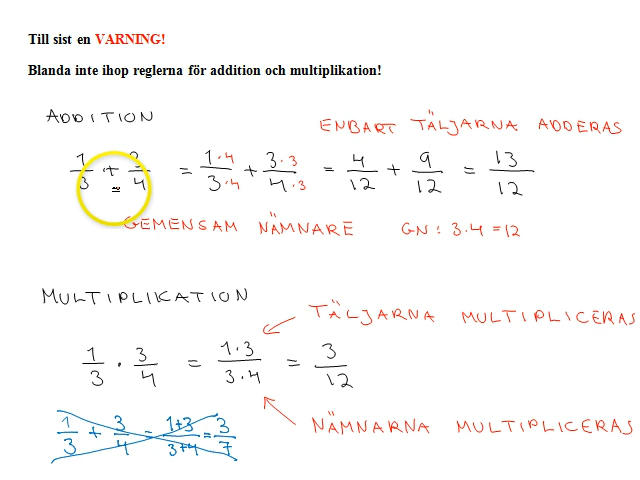 Till sist en VARNING!
Blanda inte ihop reglerna för addition och multiplikation!
ADDITION
ENBART TÄLJARNA ADDERAS
1/3 + 3/4 = 1·4/3·4 + 3·3/4·3 = 4/12 + 9/12 = 13/12
GEMENSAM NÄMNARE GN: 3·4=12
MULTIPLIKATION
TÄLJARNA MULTIPLICERAS
1/3 · 3/4 = 1·3/3·4 = 3/12
NÄMNARNA MULTIPLICERAS
1/3 + 3/4 = 1+3/3+4 = 3/7